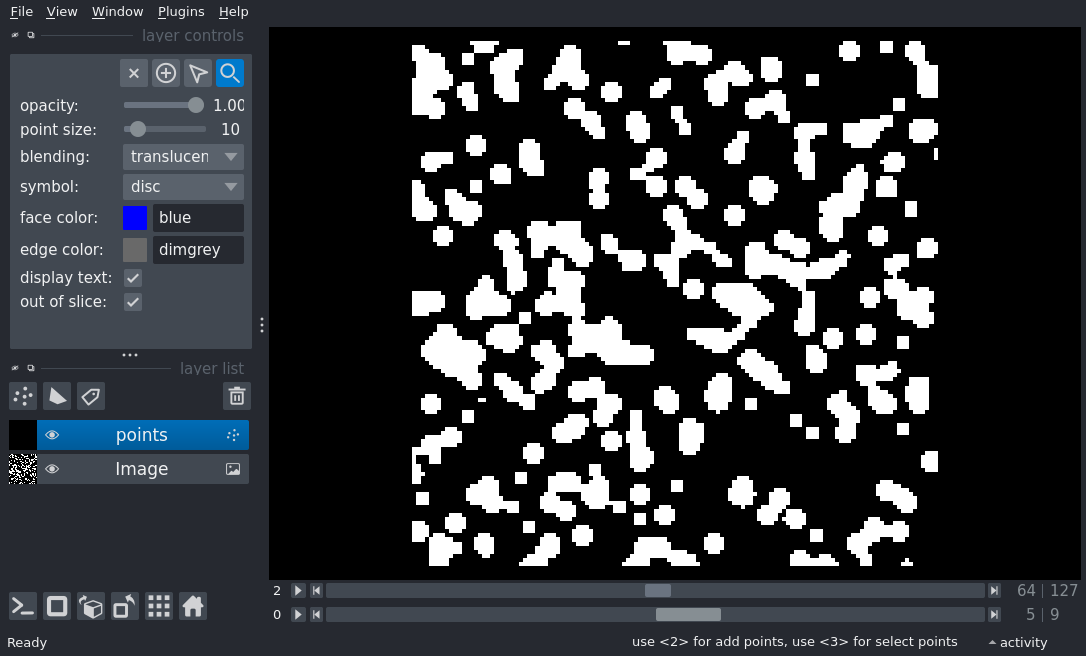 File View Window Plugins Help
layer controls
opacity: 1.00
point size: 10
blending: translucen
symbol: disc
face color: blue
edge color: dimgrey
display text:
out of slice:
layer list
points
Image
2 64 127
0 5 9
Ready use <2> for add points, use <3> for select points activity